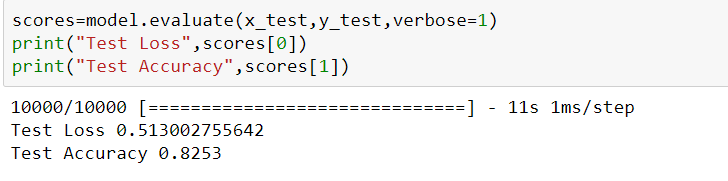 scores=model.evaluate(x_test,y_test,verbose=1)
print("Test Loss",scores[0])
print("Test Accuracy",scores[1])
10000/10000 [==============================] - 11s 1ms/step
Test Loss 0.513002755642
Test Accuracy 0.8253